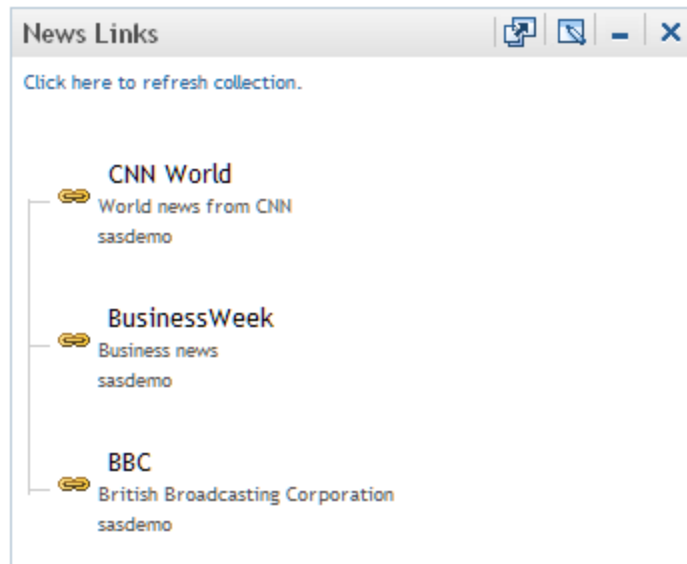 News Links
Click here to refresh collection.
CNN World
World news from CNN
sasdemo
BusinessWeek
Business news
sasdemo
BBC
British Broadcasting Corporation
sasdemo